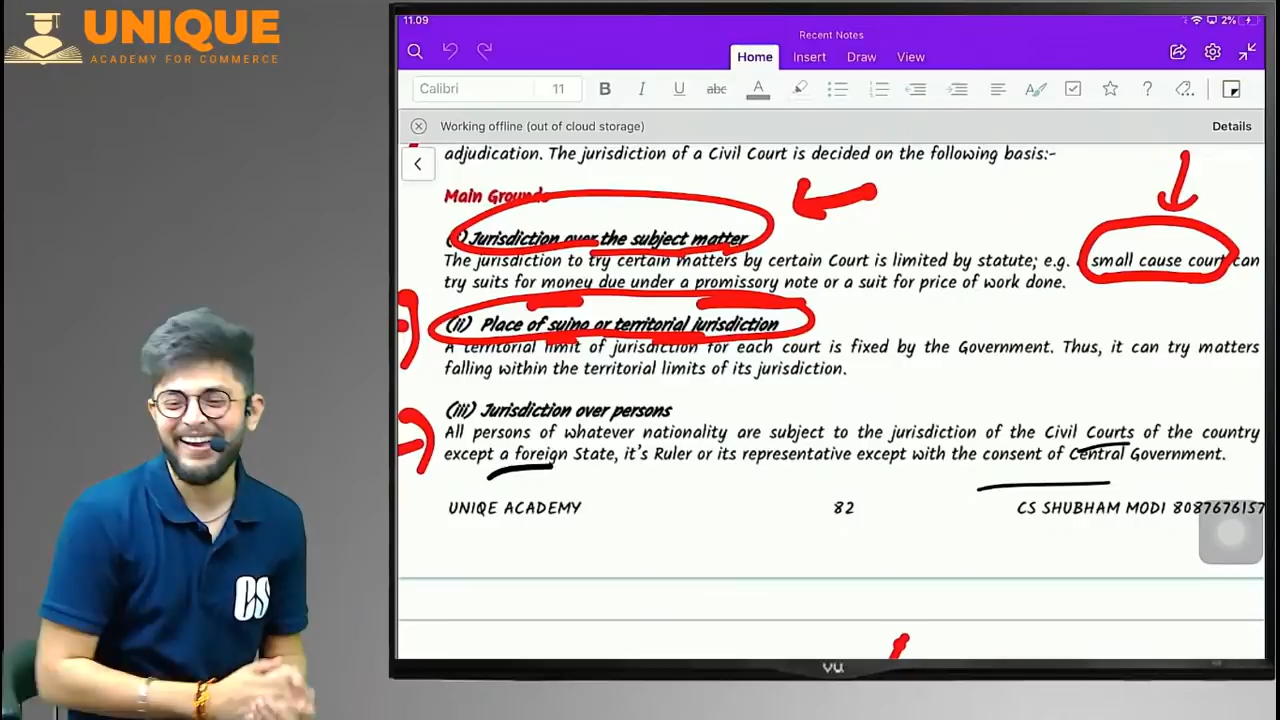 UNIQUE
ACADEMY FOR COMMERCE
11.09
2%
Recent Notes
Home Insert Draw View
Calibri 11 B I U abc A
Working offline (out of cloud storage) Details
adjudication. The jurisdiction of a Civil Court is decided on the following basis:-
Main Grounds
(i) Jurisdiction over the subject matter
The jurisdiction to try certain matters by certain Court is limited by statute; e.g. small cause court can
try suits for money due under a promissory note or a suit for price of work done.
(ii) Place of suing or territorial jurisdiction
A territorial limit of jurisdiction for each court is fixed by the Government. Thus, it can try matters
falling within the territorial limits of its jurisdiction.
(iii) Jurisdiction over persons
All persons of whatever nationality are subject to the jurisdiction of the Civil Courts of the country
except a foreign State, it's Ruler or its representative except with the consent of Central Government.
UNIQE ACADEMY 82 CS SHUBHAM MODI 8087676157
CS
vu